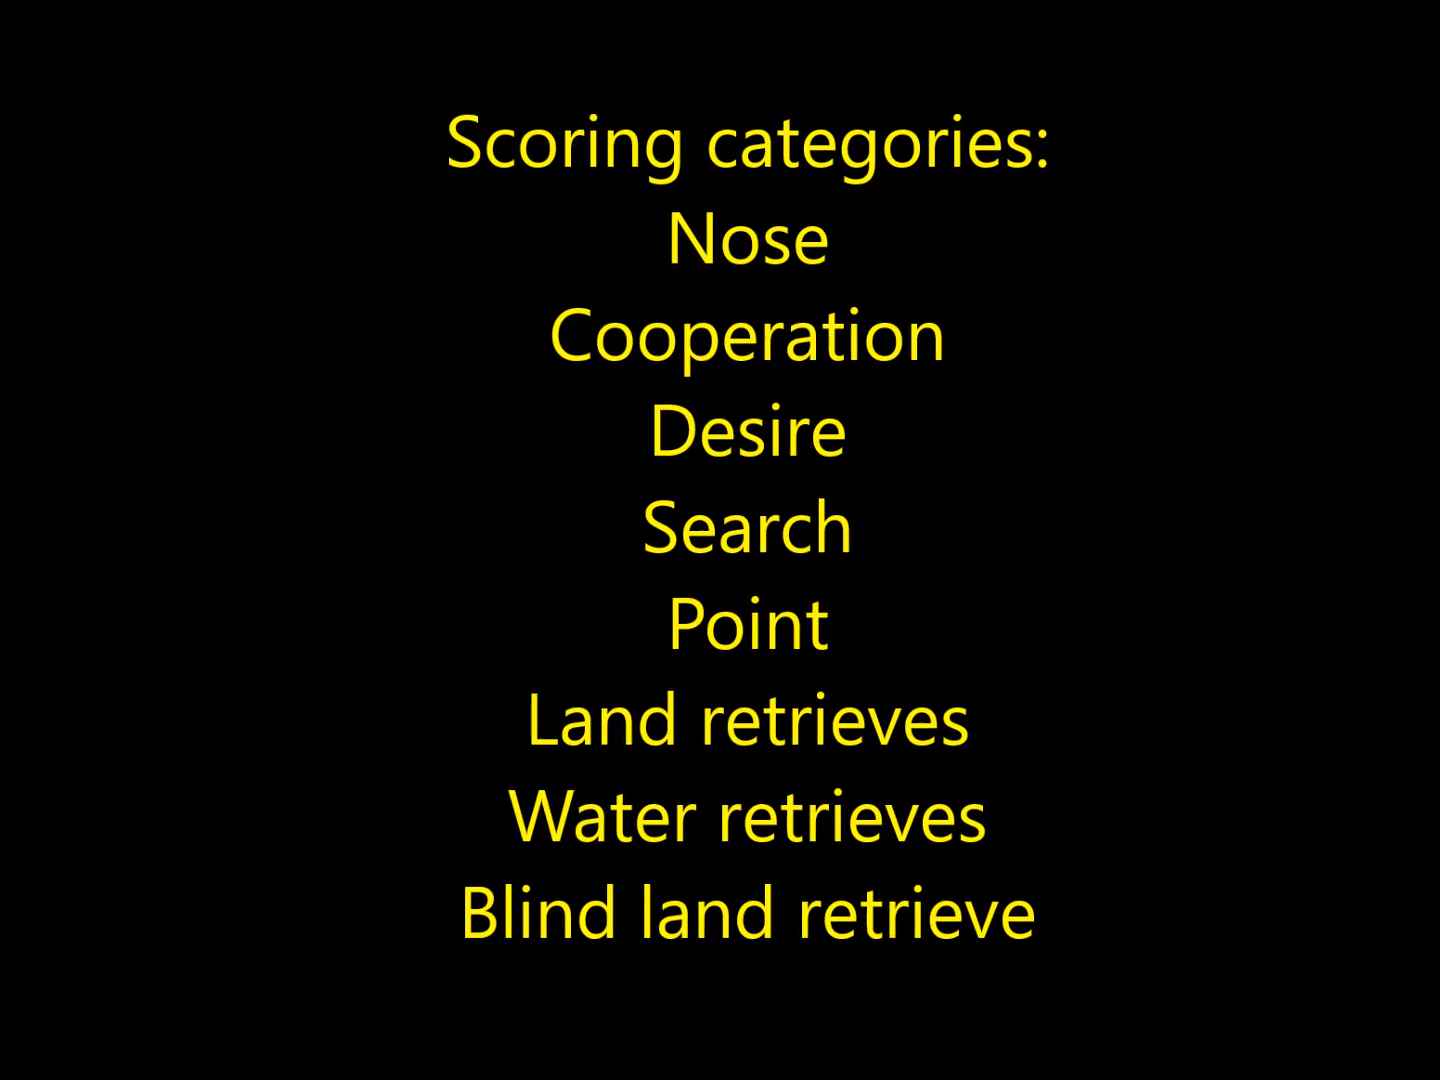 Scoring categories:
Nose
Cooperation
Desire
Search
Point
Land retrieves
Water retrieves
Blind land retrieve